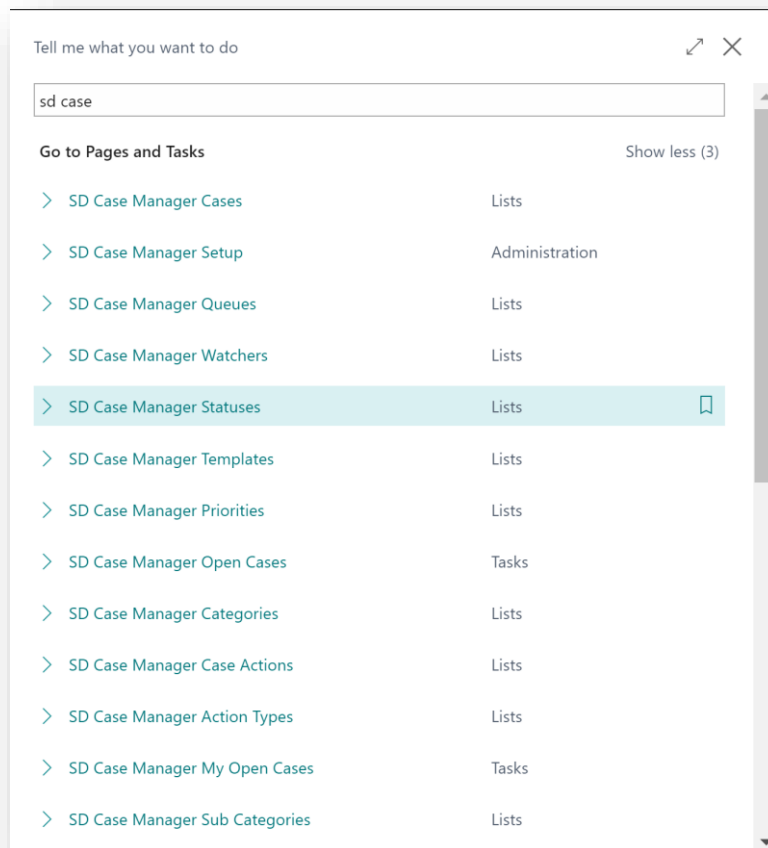 Tell me what you want to do
sd case
Go to Pages and Tasks Show less (3)
SD Case Manager Cases Lists
SD Case Manager Setup Administration
SD Case Manager Queues Lists
SD Case Manager Watchers Lists
SD Case Manager Statuses Lists
SD Case Manager Templates Lists
SD Case Manager Priorities Lists
SD Case Manager Open Cases Tasks
SD Case Manager Categories Lists
SD Case Manager Case Actions Lists
SD Case Manager Action Types Lists
SD Case Manager My Open Cases Tasks
SD Case Manager Sub Categories Lists